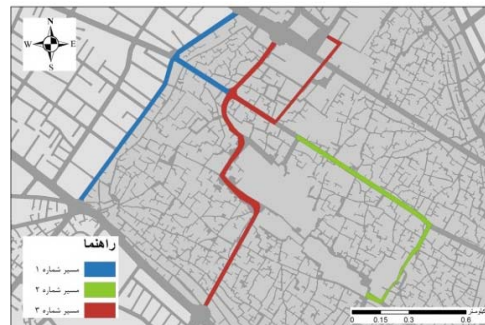 N
W E
S
راهنما
مسیر شماره ۱
مسیر شماره ۲
مسیر شماره ۳
کیلومتر
0 0.15 0.3 0.6